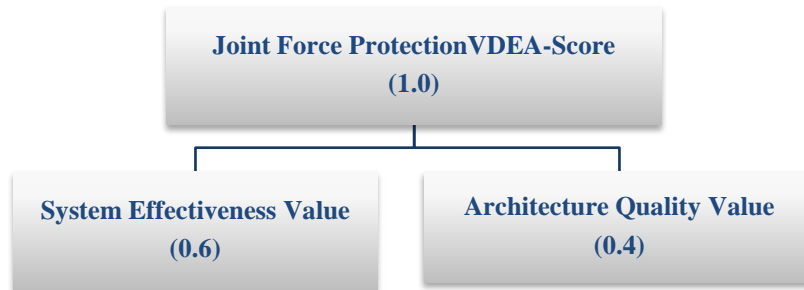 Joint Force ProtectionVDEA-Score
(1.0)
System Effectiveness Value
(0.6)
Architecture Quality Value
(0.4)